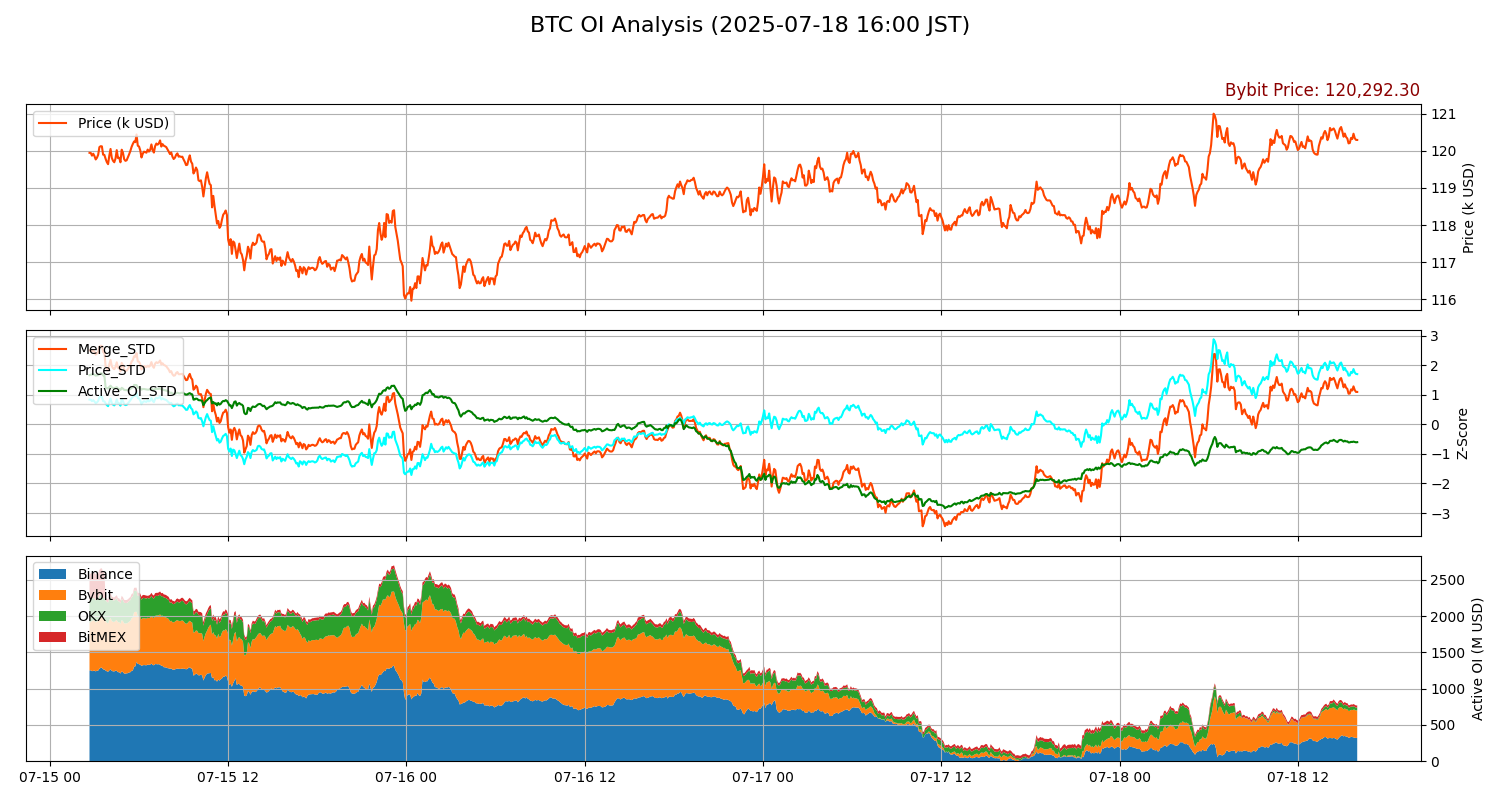 BTC OI Analysis (2025-07-18 16:00 JST)
Bybit Price: 120,292.30
Price (k USD)
121
120
119
118
117
116
Price (k USD)
Merge_STD
Price_STD
Active_OI_STD
3
2
1
0
−1
−2
−3
Z-Score
Binance
Bybit
OKX
BitMEX
2500
2000
1500
1000
500
0
Active OI (M USD)
07-15 00
07-15 12
07-16 00
07-16 12
07-17 00
07-17 12
07-18 00
07-18 12